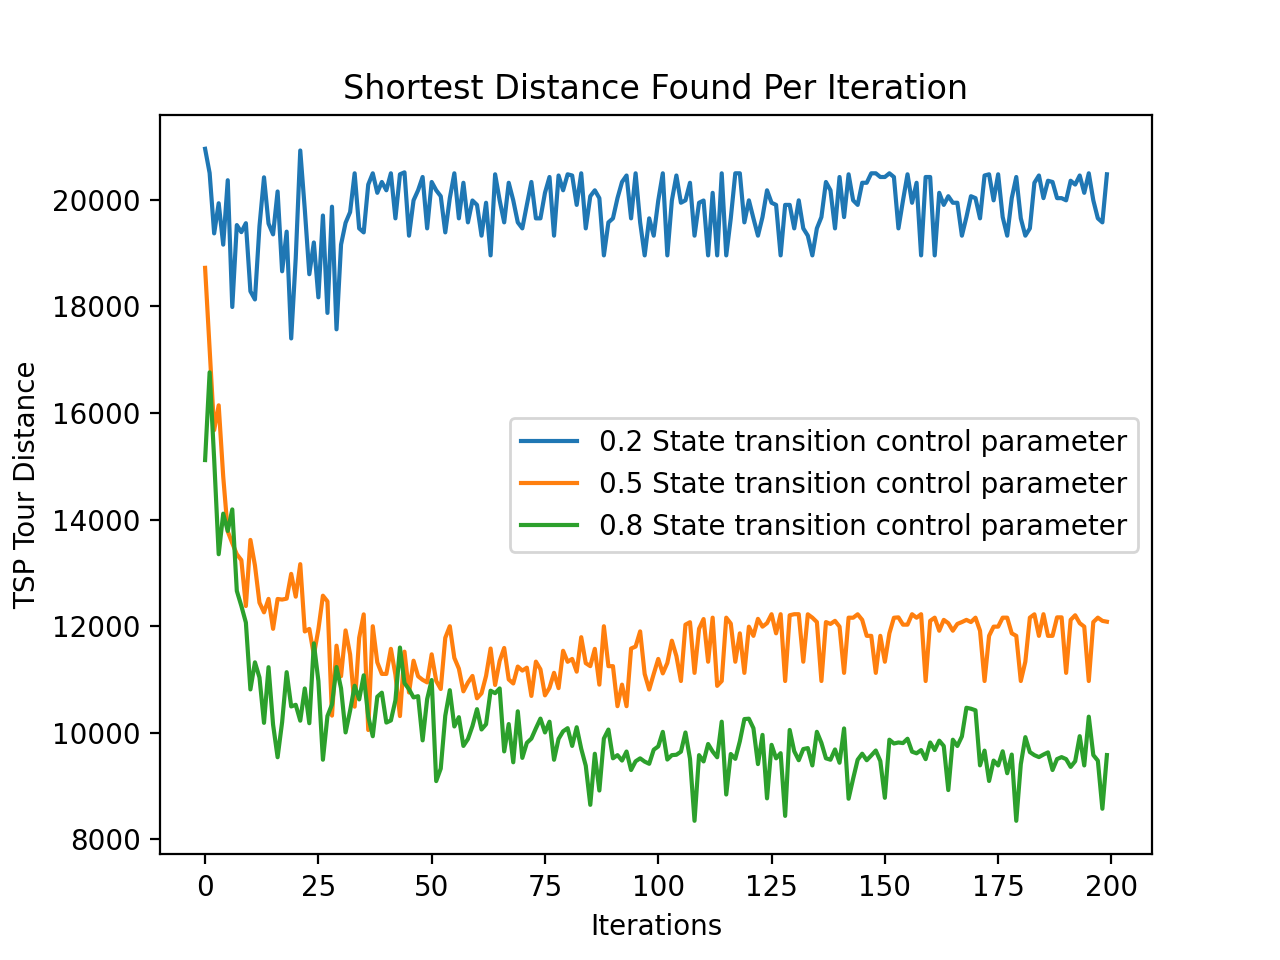 Shortest Distance Found Per Iteration
TSP Tour Distance
20000
18000
16000
14000
12000
10000
8000
0.2 State transition control parameter
0.5 State transition control parameter
0.8 State transition control parameter
0 25 50 75 100 125 150 175 200
Iterations